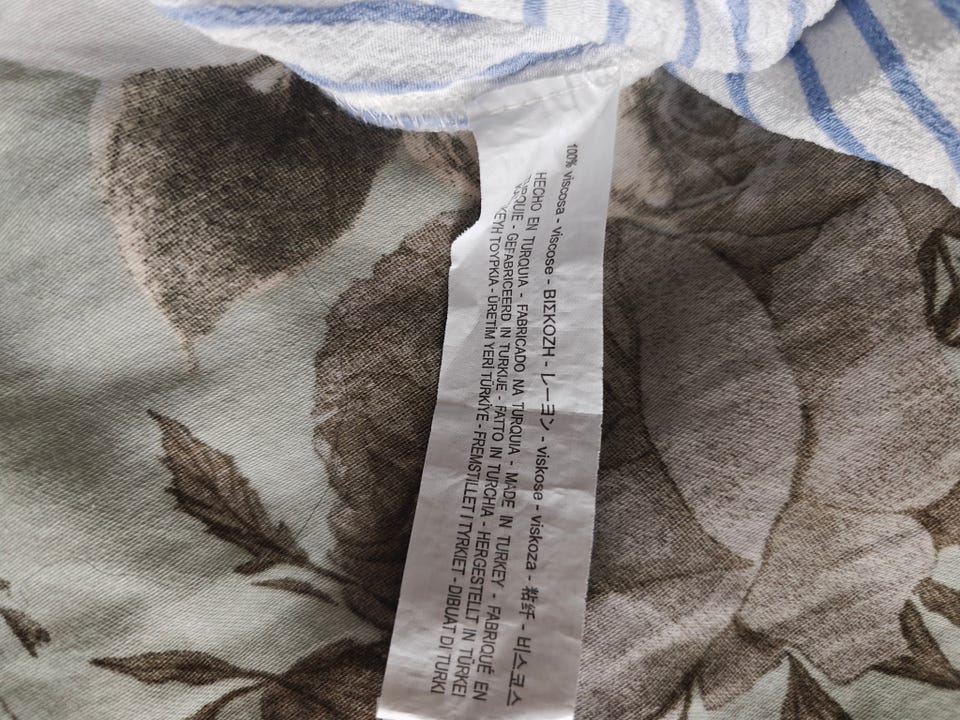 100% viscosa - viscose - ΒΙΣΚΟΖΗ - レーヨン - viskose - viskoza - 粘纤 - 비스코스
HECHO EN TURQUIA - FABRICADO NA TURQUIA - MADE IN TURKEY - FABRIQUÉ EN
TURQUIE - GEFABRICEERD IN TURKIJE - FATTO IN TURCHIA - HERGESTELLT IN TÜRKEI
ΤΟΥΡΚΙΑ - ÜRETİM YERİ TÜRKİYE - FREMSTILLET I TYRKIET - DIBUAT DI TURKI